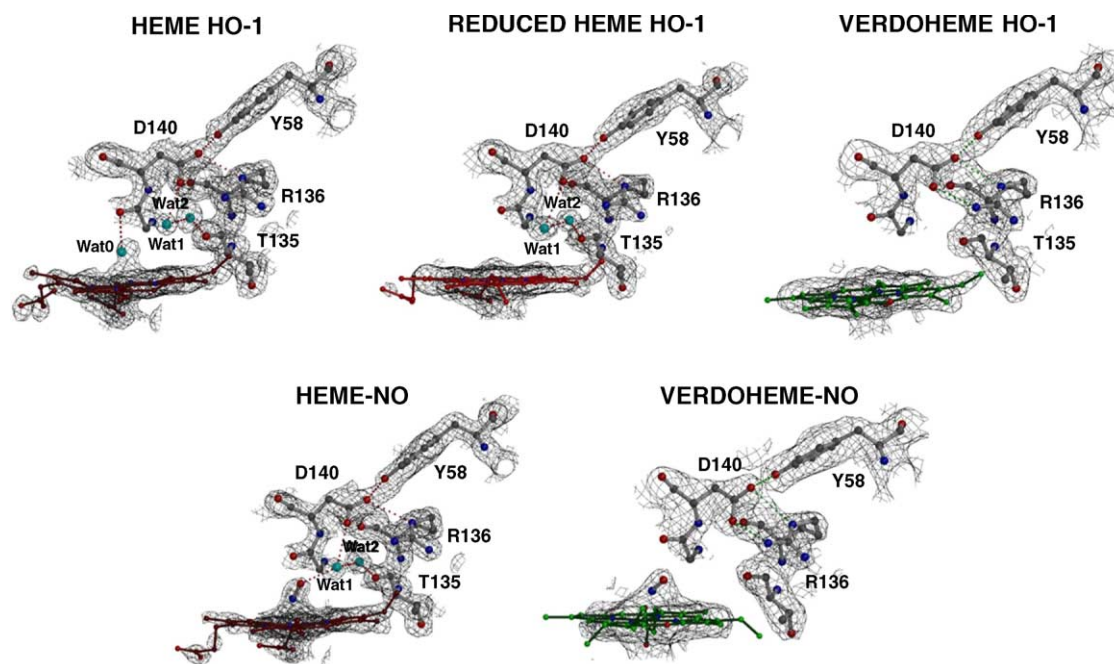 HEME HO-1
REDUCED HEME HO-1
VERDOHEME HO-1
D140
Y58
Wat2
R136
Wat1
T135
Wat0
D140
Y58
Wat2
R136
Wat1
T135
D140
Y58
R136
T135
HEME-NO
VERDOHEME-NO
D140
Y58
Wat2
R136
Wat1
T135
D140
Y58
R136